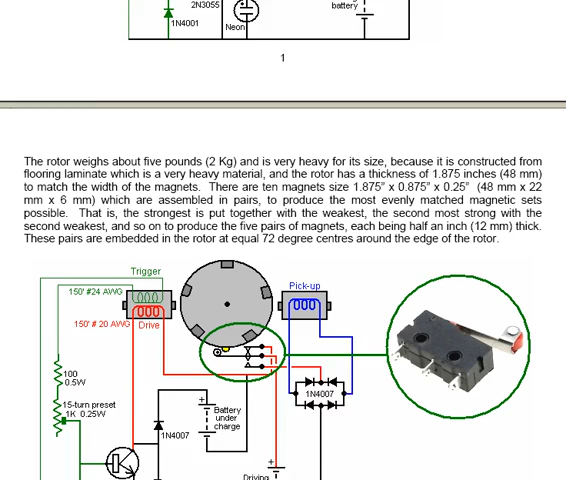 2N3055
battery
1N4001
Neon
1
The rotor weighs about five pounds (2 Kg) and is very heavy for its size, because it is constructed from
flooring laminate which is a very heavy material, and the rotor has a thickness of 1.875 inches (48 mm)
to match the width of the magnets. There are ten magnets size 1.875" x 0.875" x 0.25" (48 mm x 22
mm x 6 mm) which are assembled in pairs, to produce the most evenly matched magnetic sets
possible. That is, the strongest is put together with the weakest, the second most strong with the
second weakest, and so on to produce the five pairs of magnets, each being half an inch (12 mm) thick.
These pairs are embedded in the rotor at equal 72 degree centres around the edge of the rotor.
Trigger
150' #24 AWG
Pick-up
150' # 20 AWG
Drive
100
0.5W
15-turn preset
1K 0.25W
1N4007
+
Battery
under
charge
1N4007
+
Driving